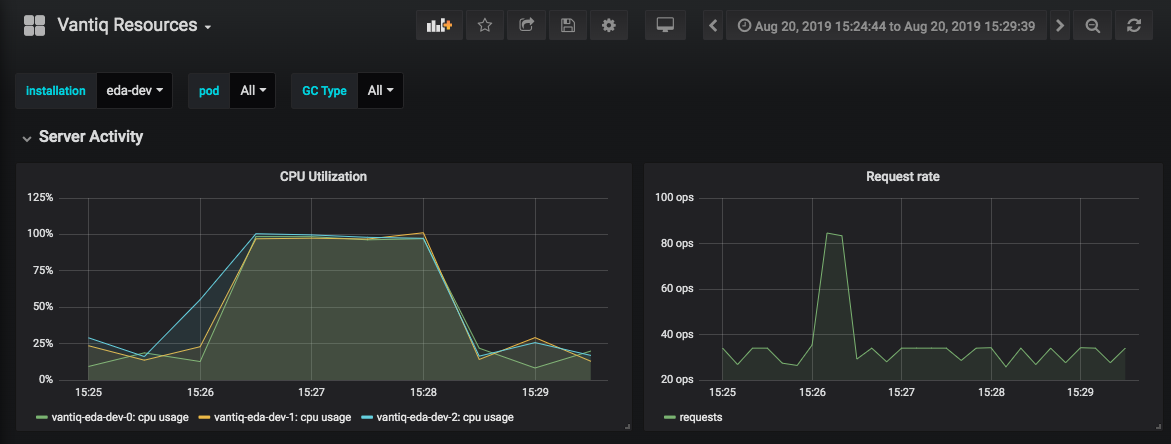 Vantiq Resources
Aug 20, 2019 15:24:44 to Aug 20, 2019 15:29:39
installation eda-dev pod All GC Type All
Server Activity
CPU Utilization
125%
100%
75%
50%
25%
0%
15:25 15:26 15:27 15:28 15:29
vantiq-eda-dev-0: cpu usage vantiq-eda-dev-1: cpu usage vantiq-eda-dev-2: cpu usage
Request rate
100 ops
80 ops
60 ops
40 ops
20 ops
15:25 15:26 15:27 15:28 15:29
requests